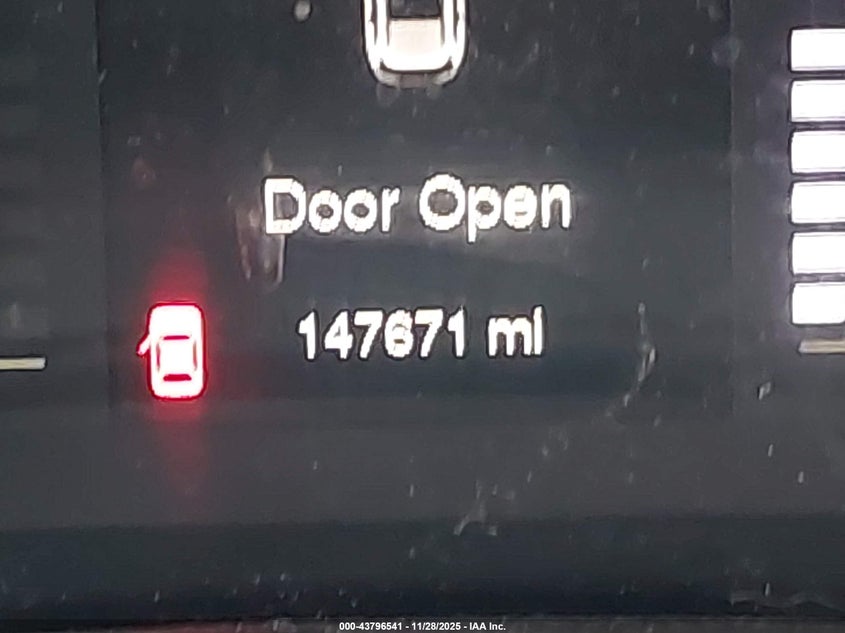 Door Open
147671 mi
000-43796541 - 11/28/2025 - IAA Inc.